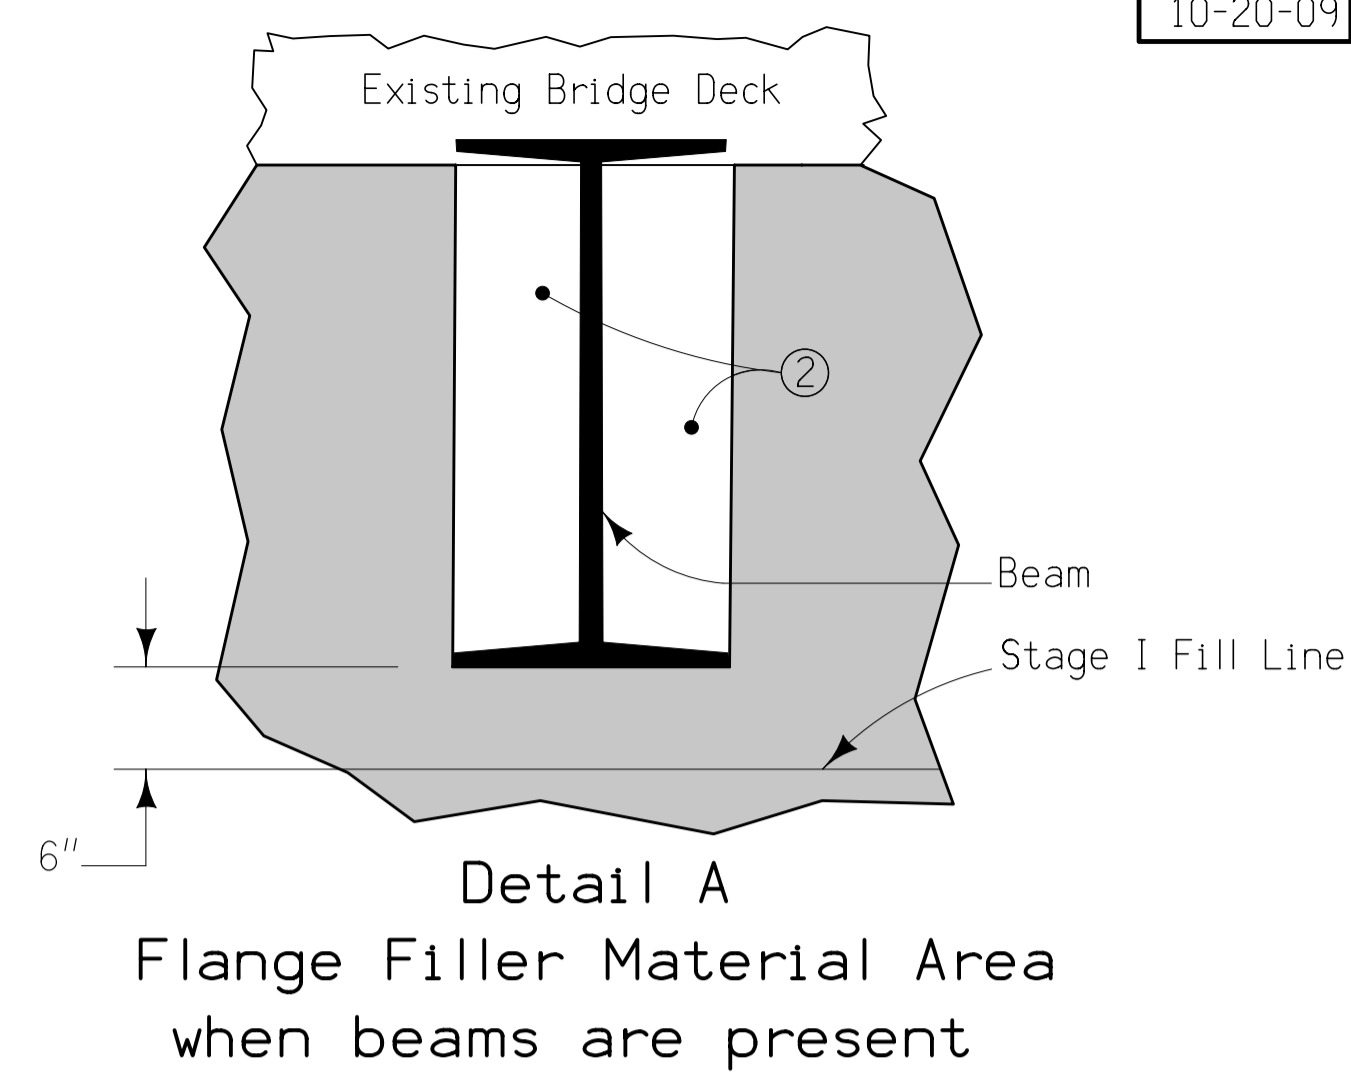 10-20-09
Existing Bridge Deck
2
Beam
Stage I Fill Line
6"
Detail A
Flange Filler Material Area
when beams are present